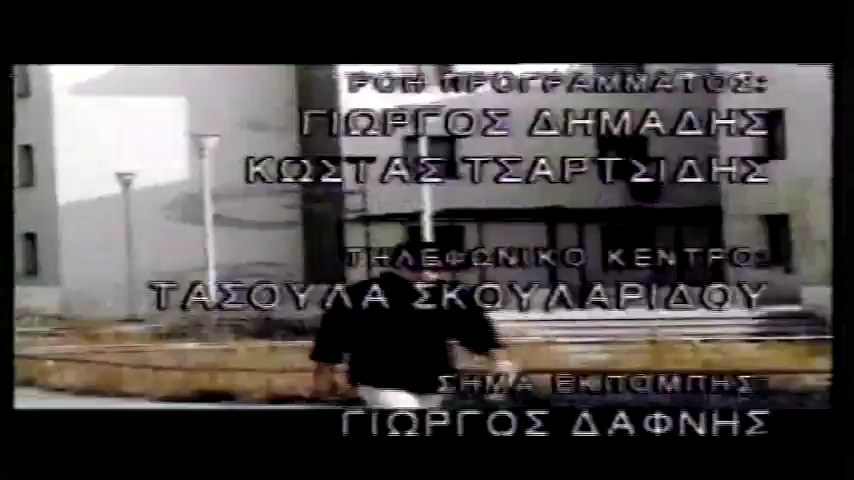 ΡΟΗ ΠΡΟΓΡΑΜΜΑΤΟΣ:
ΓΙΩΡΓΟΣ ΔΗΜΑΔΗΣ
ΚΩΣΤΑΣ ΤΣΑΡΤΣΙΔΗΣ
ΤΗΛΕΦΩΝΙΚΟ ΚΕΝΤΡΟ:
ΤΑΣΟΥΛΑ ΣΚΟΥΛΑΡΙΔΟΥ
ΣΗΜΑ ΕΚΠΟΜΠΗΣ:
ΓΙΩΡΓΟΣ ΔΑΦΝΗΣ